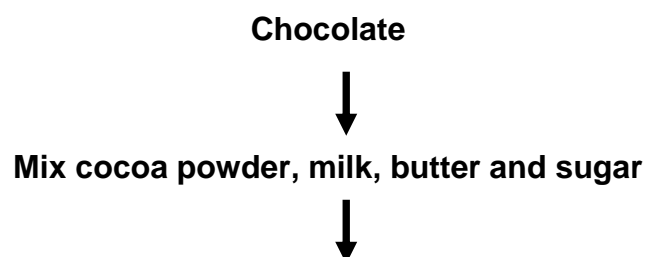 Chocolate
Mix cocoa powder, milk, butter and sugar